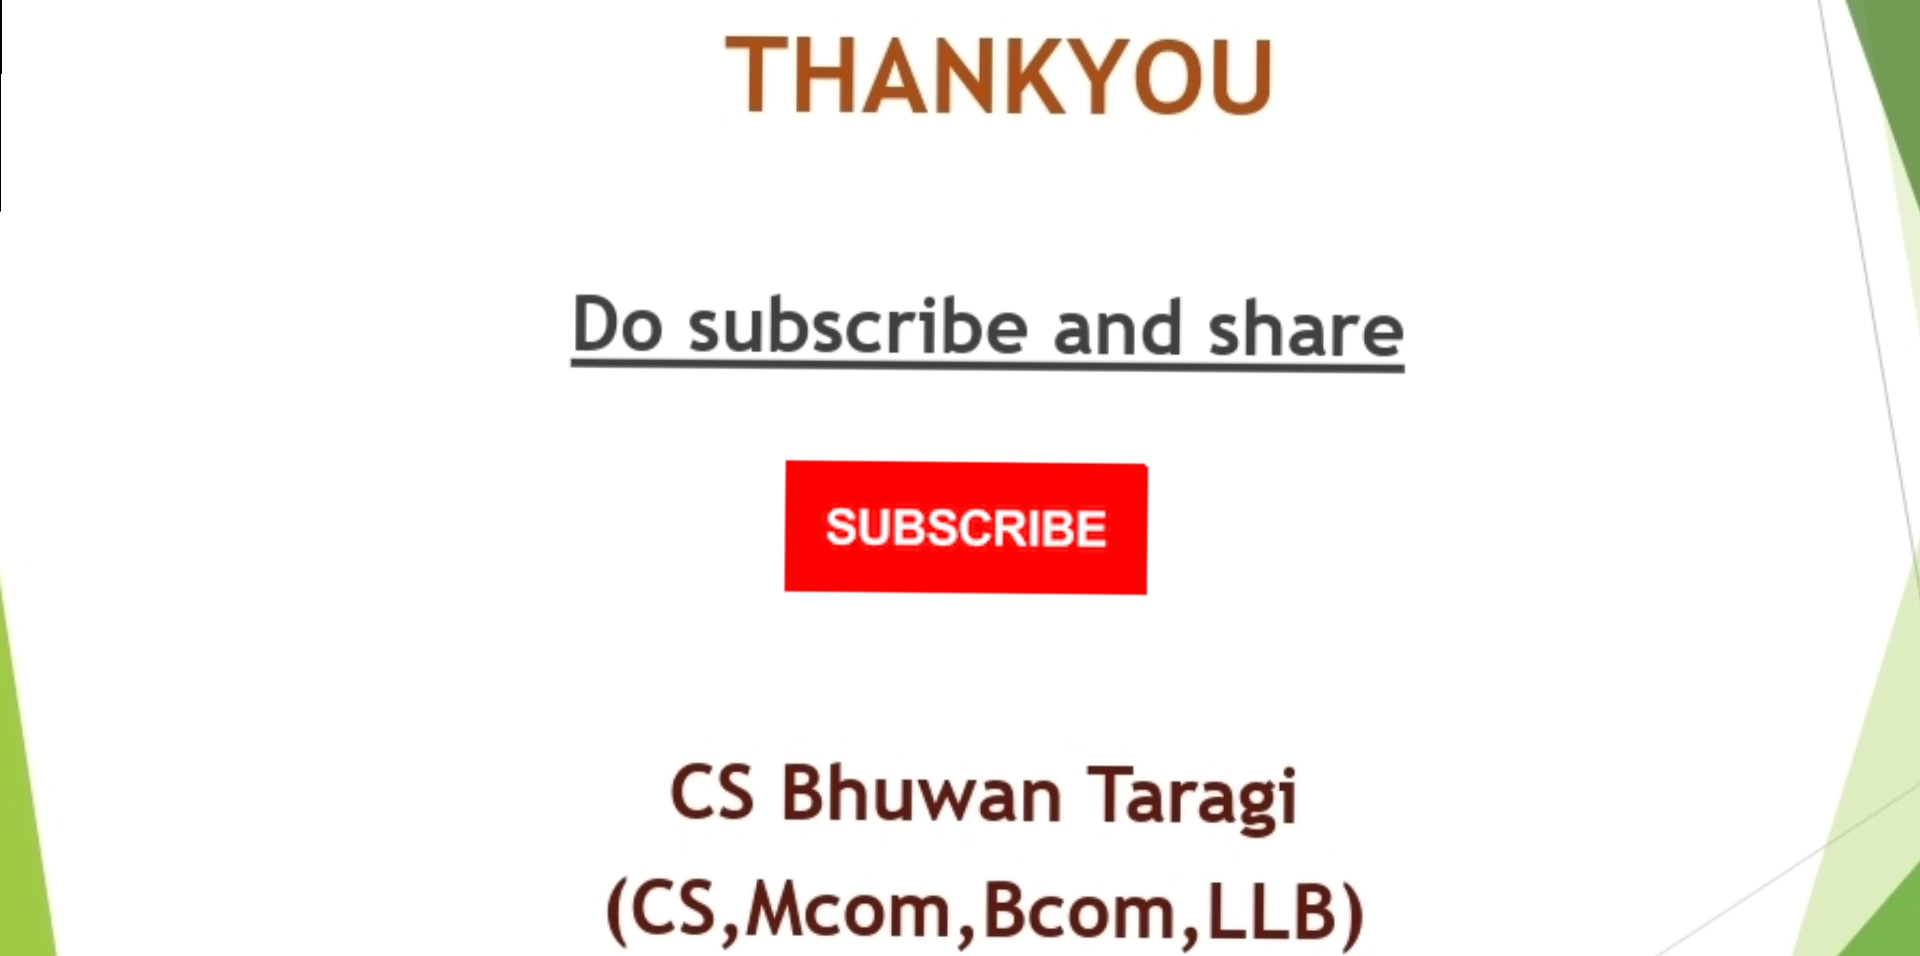 THANKYOU
Do subscribe and share
SUBSCRIBE
CS Bhuwan Taragi
(CS,Mcom,Bcom,LLB)